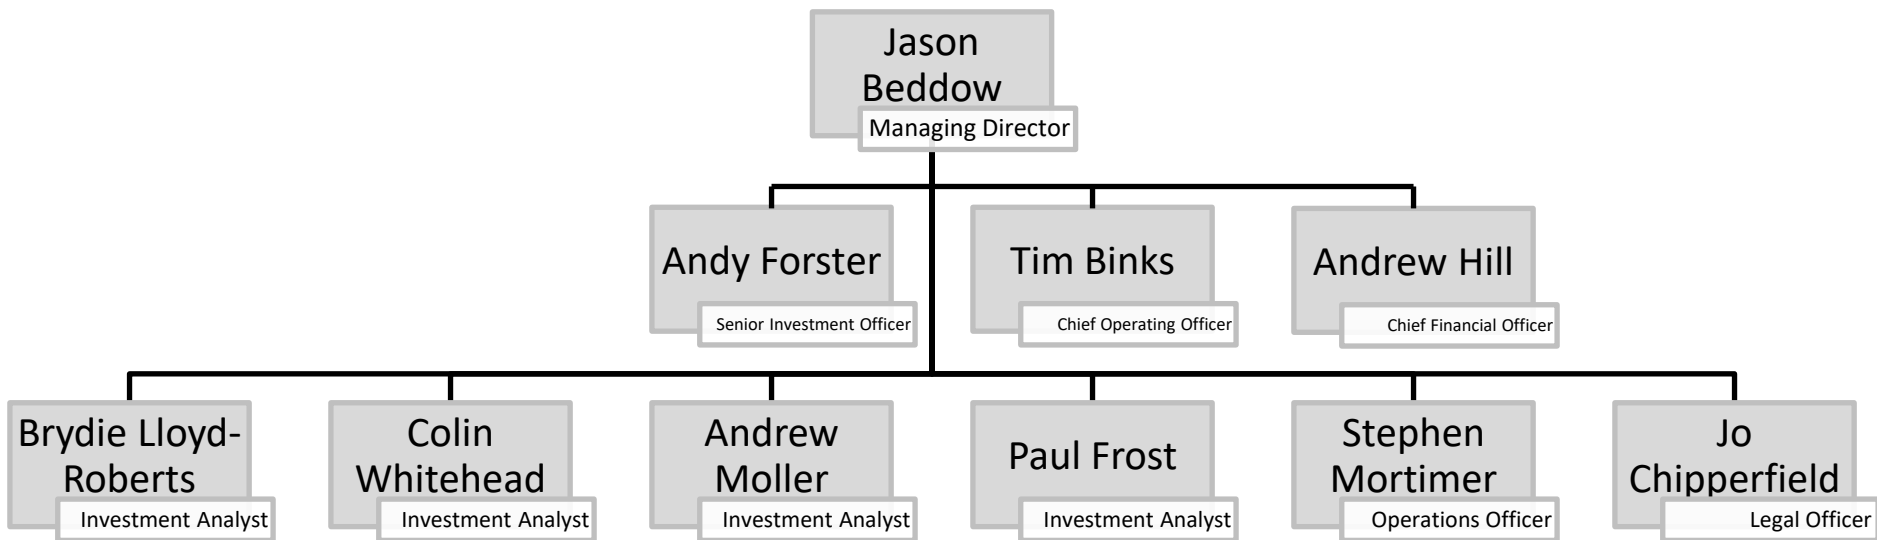 Jason
Beddow
Managing Director
Andy Forster
Senior Investment Officer
Tim Binks
Chief Operating Officer
Andrew Hill
Chief Financial Officer
Brydie Lloyd-
Roberts
Investment Analyst
Colin
Whitehead
Investment Analyst
Andrew
Moller
Investment Analyst
Paul Frost
Investment Analyst
Stephen
Mortimer
Operations Officer
Jo
Chipperfield
Legal Officer